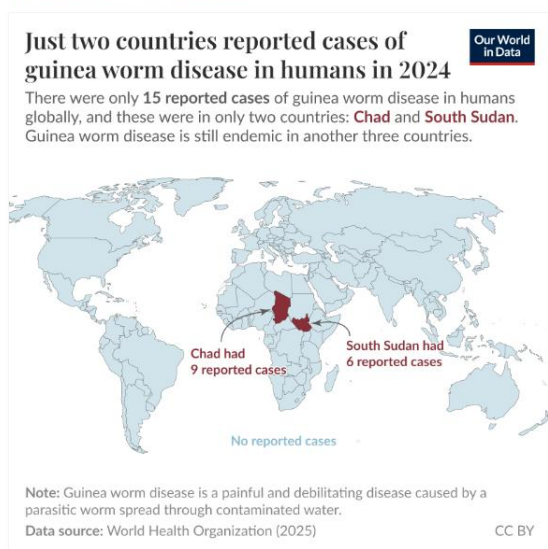 Just two countries reported cases of
guinea worm disease in humans in 2024
Our World
in Data
There were only 15 reported cases of guinea worm disease in humans
globally, and these were in only two countries: Chad and South Sudan.
Guinea worm disease is still endemic in another three countries.
Chad had
9 reported cases
South Sudan had
6 reported cases
No reported cases
Note: Guinea worm disease is a painful and debilitating disease caused by a
parasitic worm spread through contaminated water.
Data source: World Health Organization (2025)
CC BY